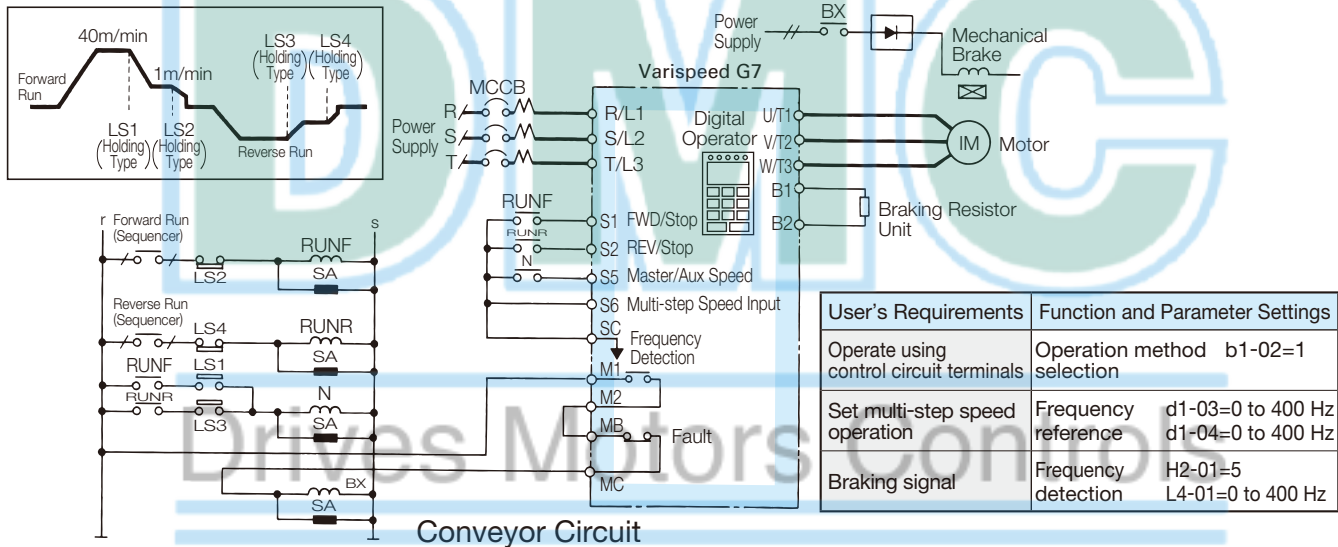 40m/min
Forward
Run
1m/min
LS3
(Holding
Type)
LS4
(Holding
Type)
LS1
(Holding
Type)
LS2
(Holding
Type)
Reverse Run
Power
Supply
BX
Mechanical
Brake
Varispeed G7
MCCB
Power
Supply
R
S
T
R/L1
S/L2
T/L3
Digital
Operator
U/T1
V/T2
W/T3
IM
Motor
B1
B2
Braking Resistor
Unit
RUNF
S1 FWD/Stop
RUNR
S2 REV/Stop
N
S5 Master/Aux Speed
S6 Multi-step Speed Input
SC
Frequency
Detection
M1
M2
MB
Fault
MC
r
s
Forward Run
(Sequencer)
LS2
RUNF
SA
Reverse Run
(Sequencer)
LS4
RUNR
SA
RUNF
LS1
RUNR
LS3
N
SA
BX
SA
Conveyor Circuit
User's Requirements Function and Parameter Settings
Operate using
control circuit terminals
Operation method b1-02=1
selection
Set multi-step speed
operation
Frequency d1-03=0 to 400 Hz
reference d1-04=0 to 400 Hz
Braking signal
Frequency H2-01=5
detection L4-01=0 to 400 Hz
DMC
Drives Motors Controls